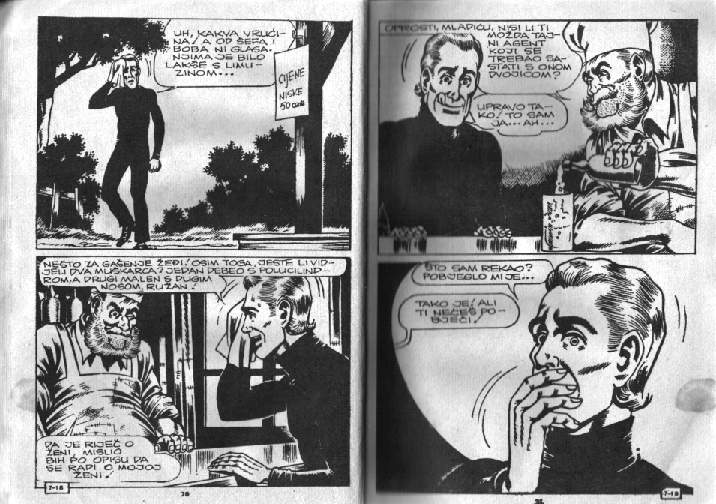 UH, KAKVA VRUĆI-
NA! A OD ŠEFA I
BOBA NI GLASA.
NJIMA JE BILO
LAKŠE S LIMU-
ZINOM...
CIJENE
NISKE
NEŠTO ZA GAŠENJE ŽEĐI! OSIM TOGA, JESTE LI VID-
JELI DVA MUŠKARCA? JEDAN DEBEO S POLUCILIND-
ROM, A DRUGI MALEN S DUGIM
NOSOM, RUŽAN!
DA JE RIJEČ O
ŽENI, MISLIO
BIH PO OPISU DA
SE RADI O MOJOJ
ŽENI.
OPROSTI, MLADIĆU, NISI LI TI
MOŽDA TAJ-
NI AGENT
KOJI SE
TREBAO SA-
STATI S ONOM
DVOJICOM?
UPRAVO TA-
KO! TO SAM
JA... AH...
ŠTO SAM REKAO?
POBJEGLO MI JE...
TAKO JE! ALI
TI NEĆEŠ PO-
BJEĆI!